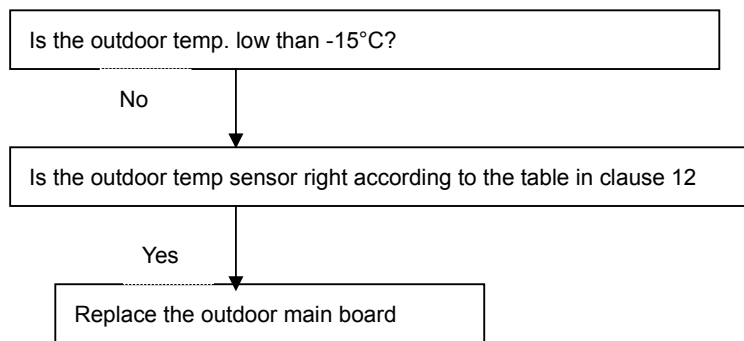 Is the outdoor temp. low than -15°C?
No
Is the outdoor temp sensor right according to the table in clause 12
Yes
Replace the outdoor main board